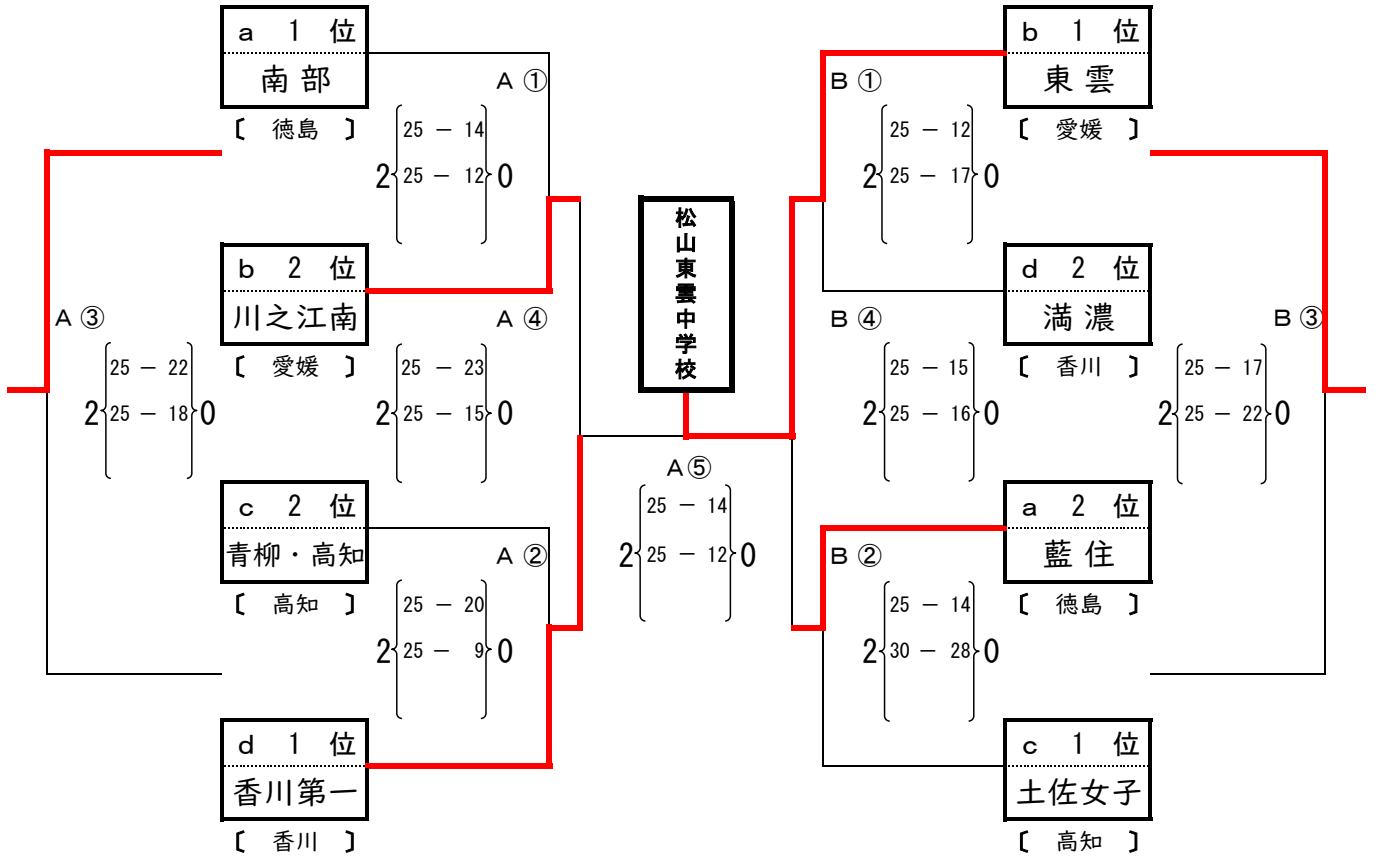 a 1 位
南 部
〔 徳島 〕
A ①
25 － 14
2 25 － 12 0
b 2 位
川之江南
〔 愛媛 〕
A ③
25 － 22
2 25 － 18 0
A ④
25 － 23
2 25 － 15 0
c 2 位
青柳・高知
〔 高知 〕
A ②
25 － 20
2 25 － 9 0
d 1 位
香川第一
〔 香川 〕
松山東雲中学校
A ⑤
25 － 14
2 25 － 12 0
b 1 位
東 雲
〔 愛媛 〕
B ①
25 － 12
2 25 － 17 0
d 2 位
満 濃
〔 香川 〕
B ④
25 － 15
2 25 － 16 0
B ③
25 － 17
2 25 － 22 0
a 2 位
藍 住
〔 徳島 〕
B ②
25 － 14
2 30 － 28 0
c 1 位
土佐女子
〔 高知 〕